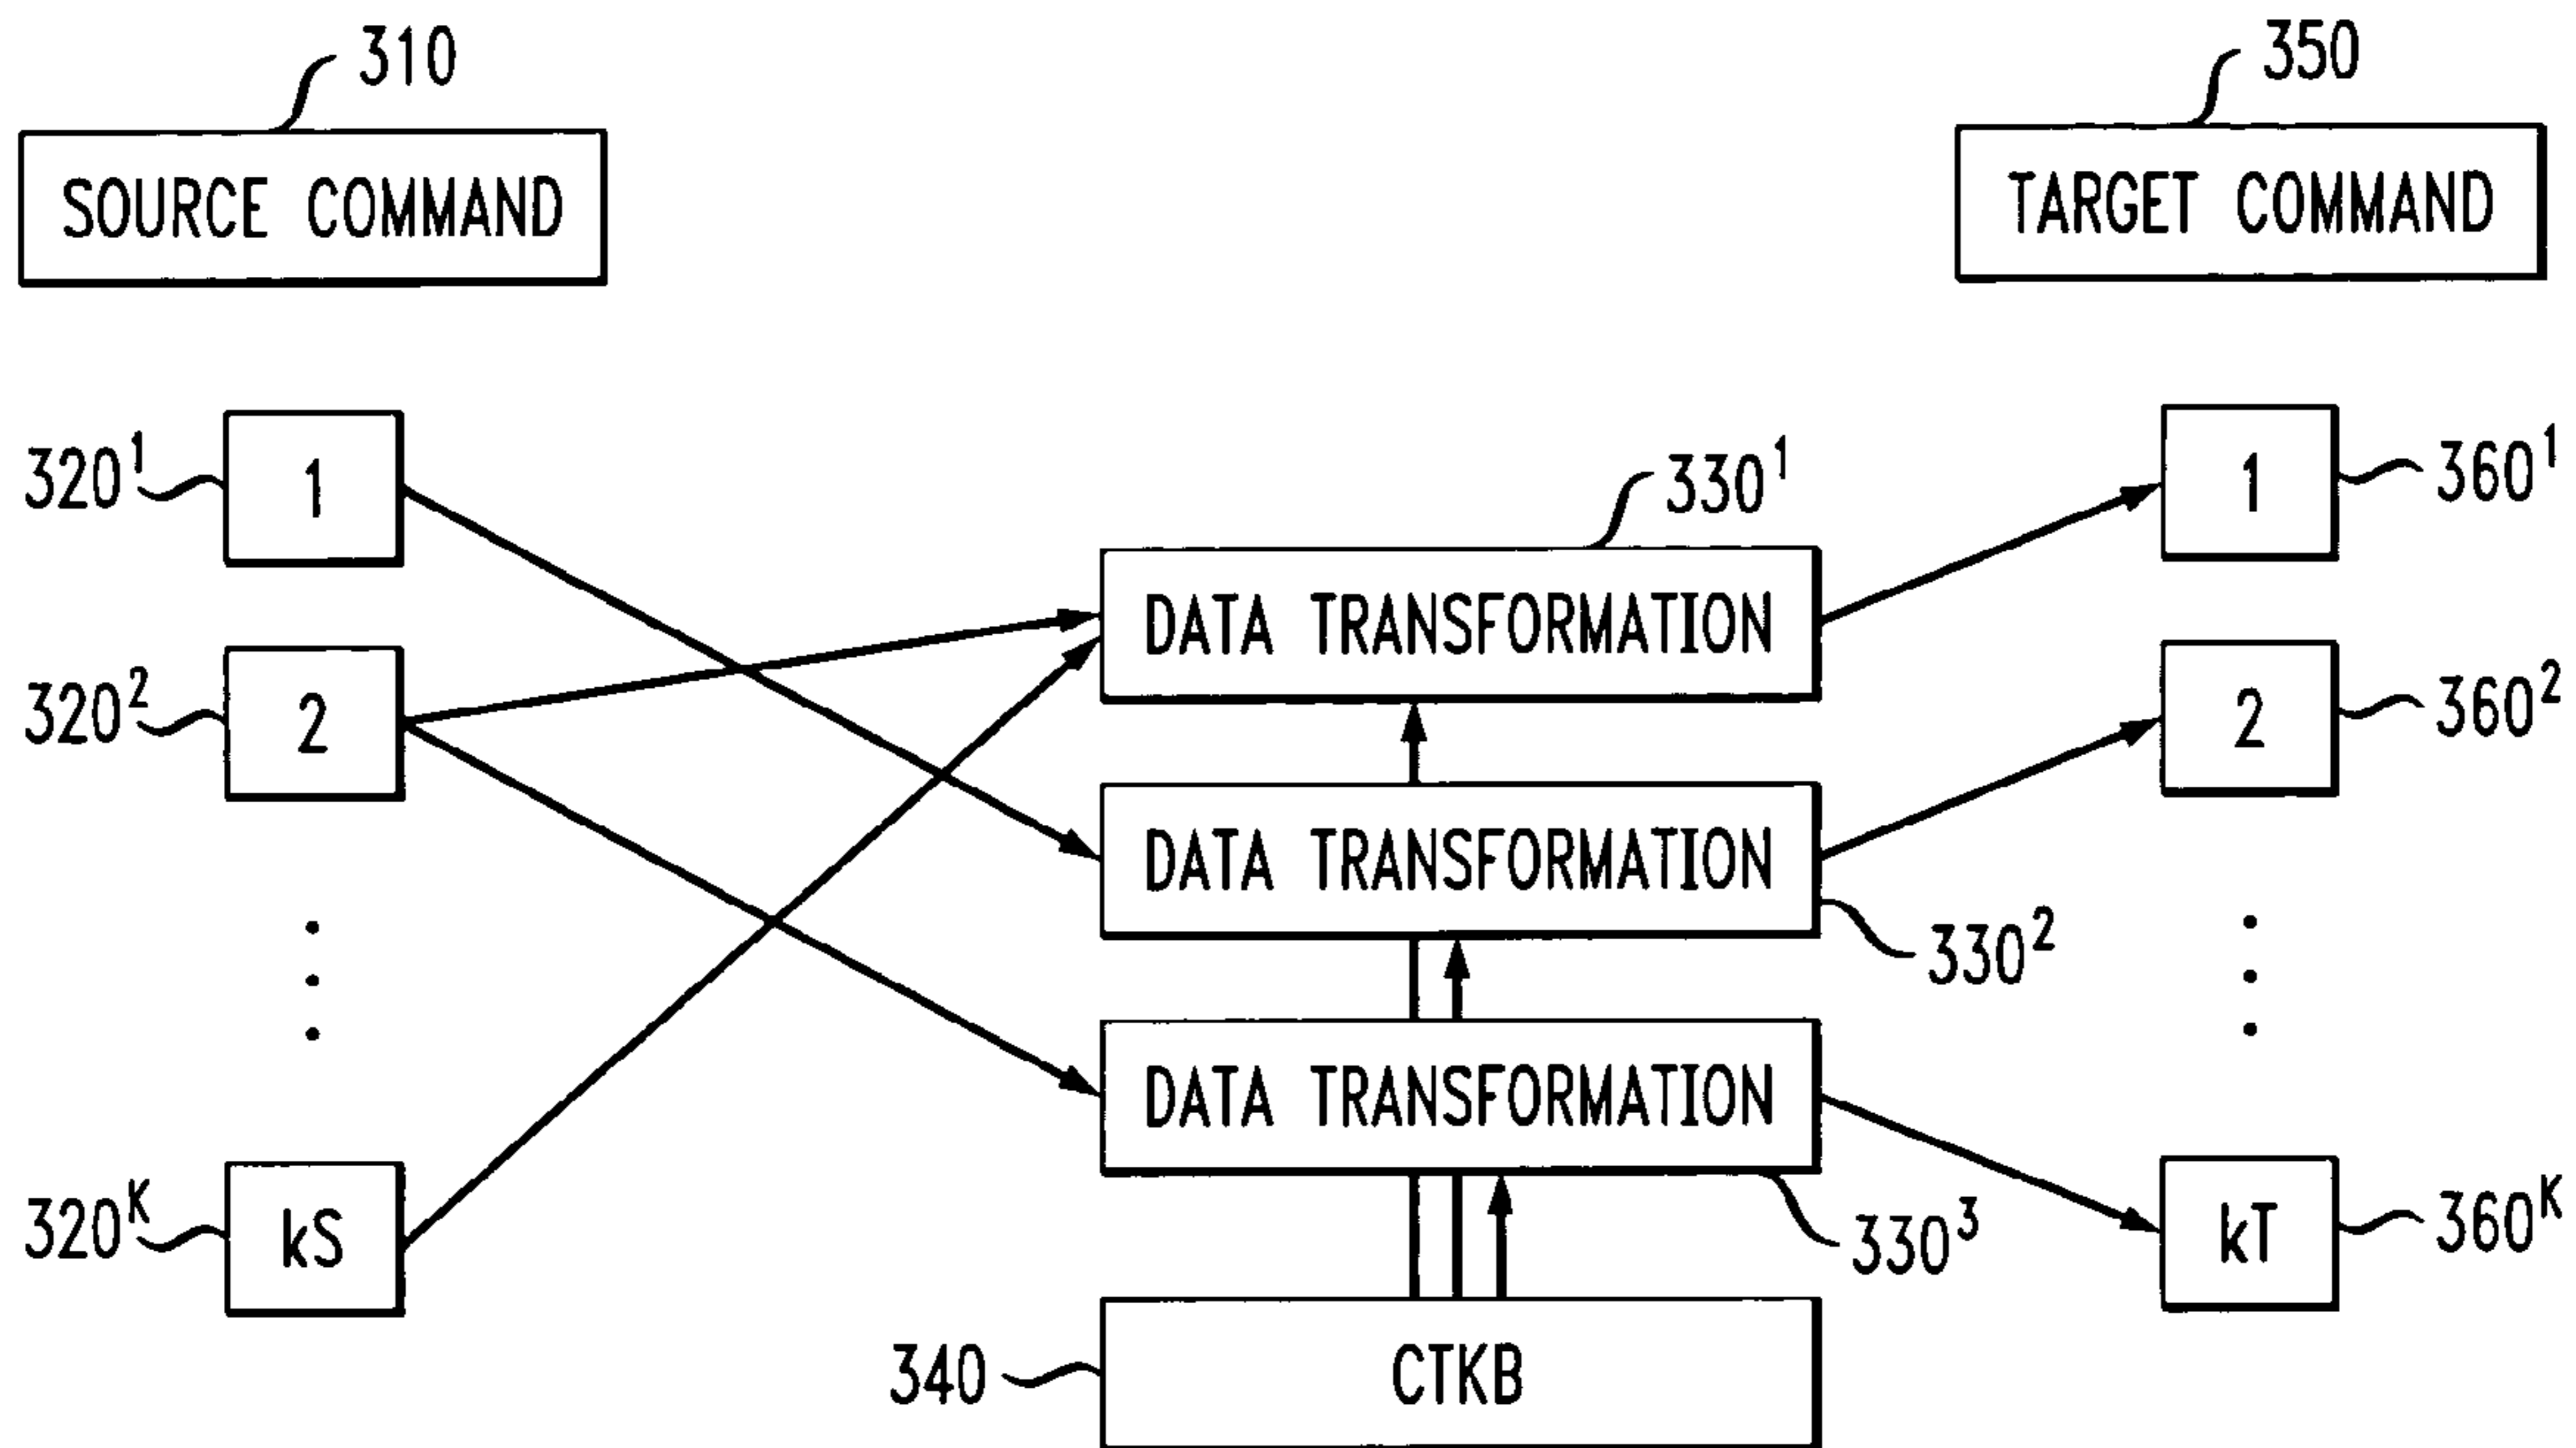 310
350
SOURCE COMMAND
TARGET COMMAND
320¹
1
1
360¹
330¹
DATA TRANSFORMATION
320²
2
2
360²
DATA TRANSFORMATION
330²
DATA TRANSFORMATION
330³
320ᴷ
kS
kT
360ᴷ
340
CTKB